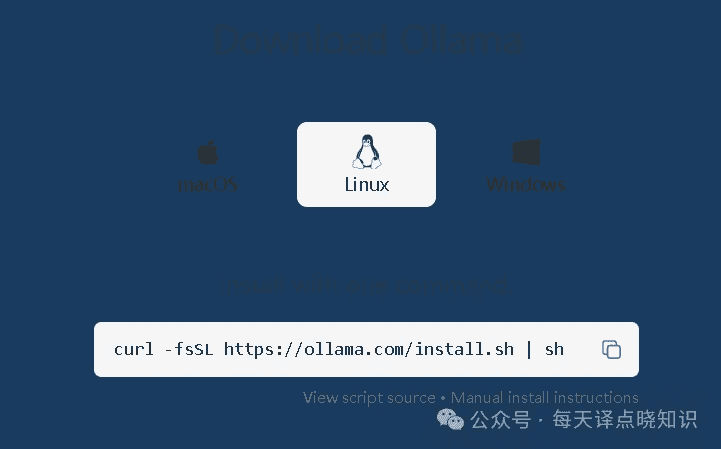 Download Ollama
macOS
Linux
Windows
curl -fsSL https://ollama.com/install.sh | sh
View script source • Manual install instructions
公众号 · 每天译点晓知识